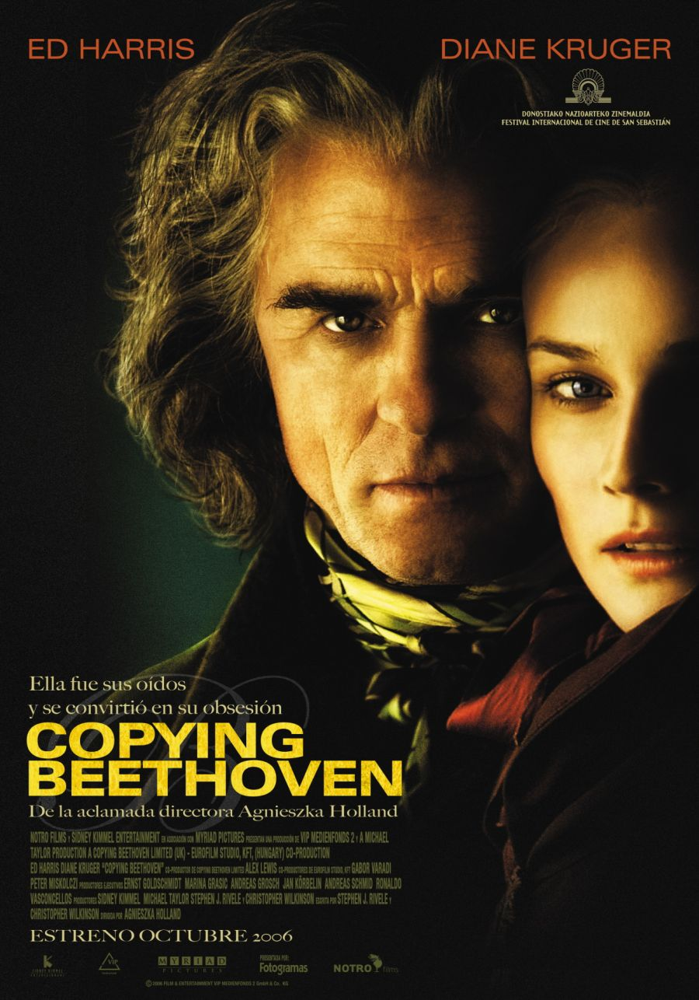 ED HARRIS
DIANE KRUGER
DONOSTIAKO NAZIOARTEKO ZINEMALDIA
FESTIVAL INTERNACIONAL DE CINE DE SAN SEBASTIÁN
Ella fue sus oídos
y se convirtió en su obsesión
COPYING
BEETHOVEN
De la aclamada directora Agnieszka Holland
NOTRO FILMS Y SIDNEY KIMMEL ENTERTAINMENT EN ASOCIACIÓN CON MYRIAD PICTURES PRESENTAN UNA PRODUCCIÓN DE VIP MEDIENFONDS 2 Y A MICHAEL
TAYLOR PRODUCTION A COPYING BEETHOVEN LIMITED (UK) - EUROFILM STUDIO, KFT, (HUNGARY) CO-PRODUCTION
ED HARRIS DIANE KRUGER "COPYING BEETHOVEN" CO-PRODUCTOR DE COPYING BEETHOVEN LIMITED ALEX LEWIS CO-PRODUCTORES DE EUROFILM STUDIO, KFT GABOR VARADI
PETER MISKOLCZI PRODUCTORES EJECUTIVOS ERNST GOLDSCHMIDT MARINA GRASIC ANDREAS GROSCH JAN KÖRBELIN ANDREAS SCHMID RONALDO
VASCONCELLOS PRODUCTORES SIDNEY KIMMEL MICHAEL TAYLOR STEPHEN J. RIVELE Y CHRISTOPHER WILKINSON ESCRITA POR STEPHEN J. RIVELE Y
CHRISTOPHER WILKINSON DIRIGIDA POR AGNIESZKA HOLLAND
ESTRENO OCTUBRE 2006
SIDNEY KIMMEL
ENTERTAINMENT
VIP
MYRIAD
PICTURES
PRESENTADA POR:
Fotogramas
NOTRO films
© 2006 FILM & ENTERTAINMENT VIP MEDIENFONDS 2 GmbH & Co. KG